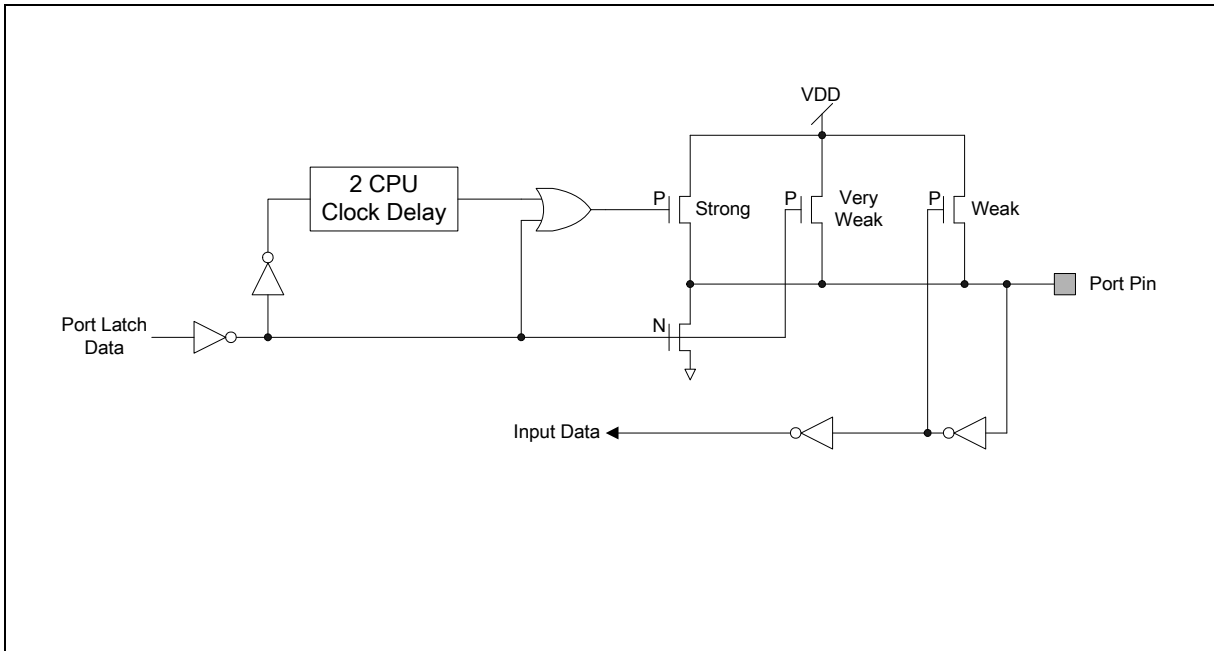 VDD
2 CPU
Clock Delay
P
Strong
P
Very
Weak
P
Weak
Port Pin
Port Latch
Data
N
Input Data